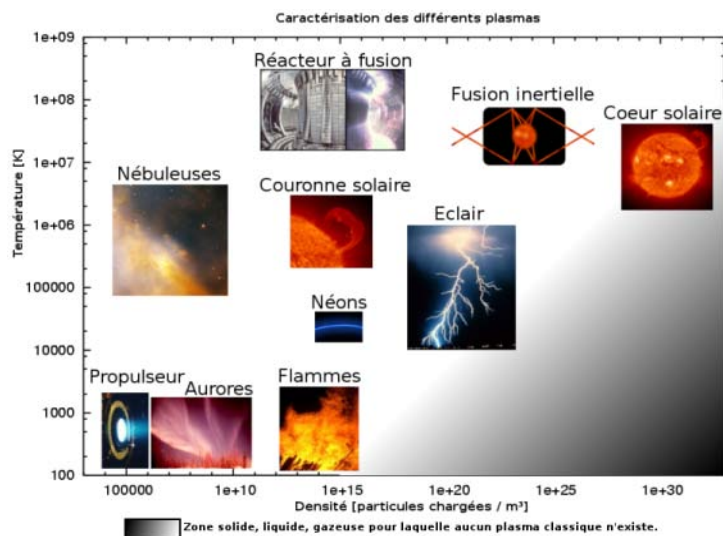 Caractérisation des différents plasmas
1e+09
Réacteur à fusion
1e+08
Fusion inertielle
Coeur solaire
1e+07
Nébuleuses
Couronne solaire
1e+06
Eclair
100000
Néons
10000
Propulseur
Aurores
Flammes
1000
100
Température [K]
100000
1e+10
1e+15
1e+20
1e+25
1e+30
Densité [particules chargées / m³]
Zone solide, liquide, gazeuse pour laquelle aucun plasma classique n'existe.